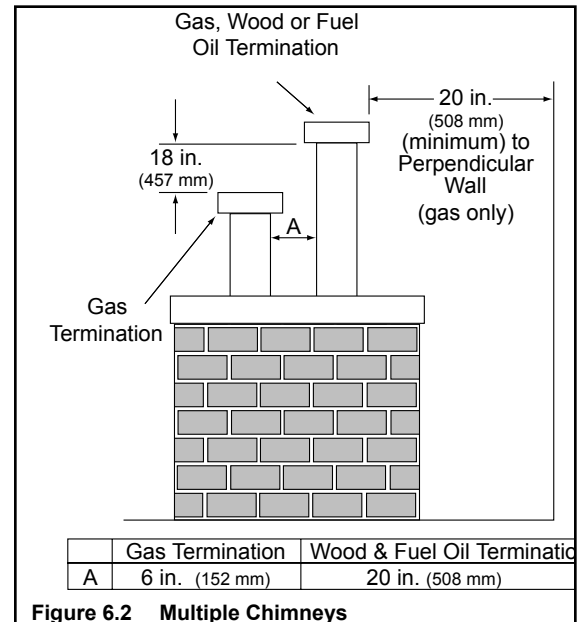 Gas, Wood or Fuel
Oil Termination
20 in.
(508 mm)
(minimum) to
Perpendicular
Wall
(gas only)
18 in.
(457 mm)
A
Gas
Termination
Gas Termination Wood & Fuel Oil Terminatio
A 6 in. (152 mm) 20 in. (508 mm)
Figure 6.2 Multiple Chimneys